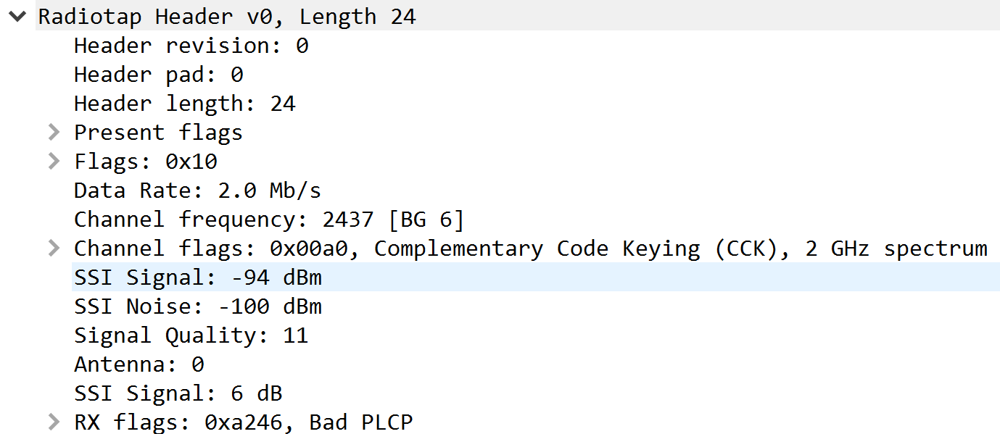 Radiotap Header v0, Length 24
Header revision: 0
Header pad: 0
Header length: 24
Present flags
Flags: 0x10
Data Rate: 2.0 Mb/s
Channel frequency: 2437 [BG 6]
Channel flags: 0x00a0, Complementary Code Keying (CCK), 2 GHz spectrum
SSI Signal: -94 dBm
SSI Noise: -100 dBm
Signal Quality: 11
Antenna: 0
SSI Signal: 6 dB
RX flags: 0xa246, Bad PLCP